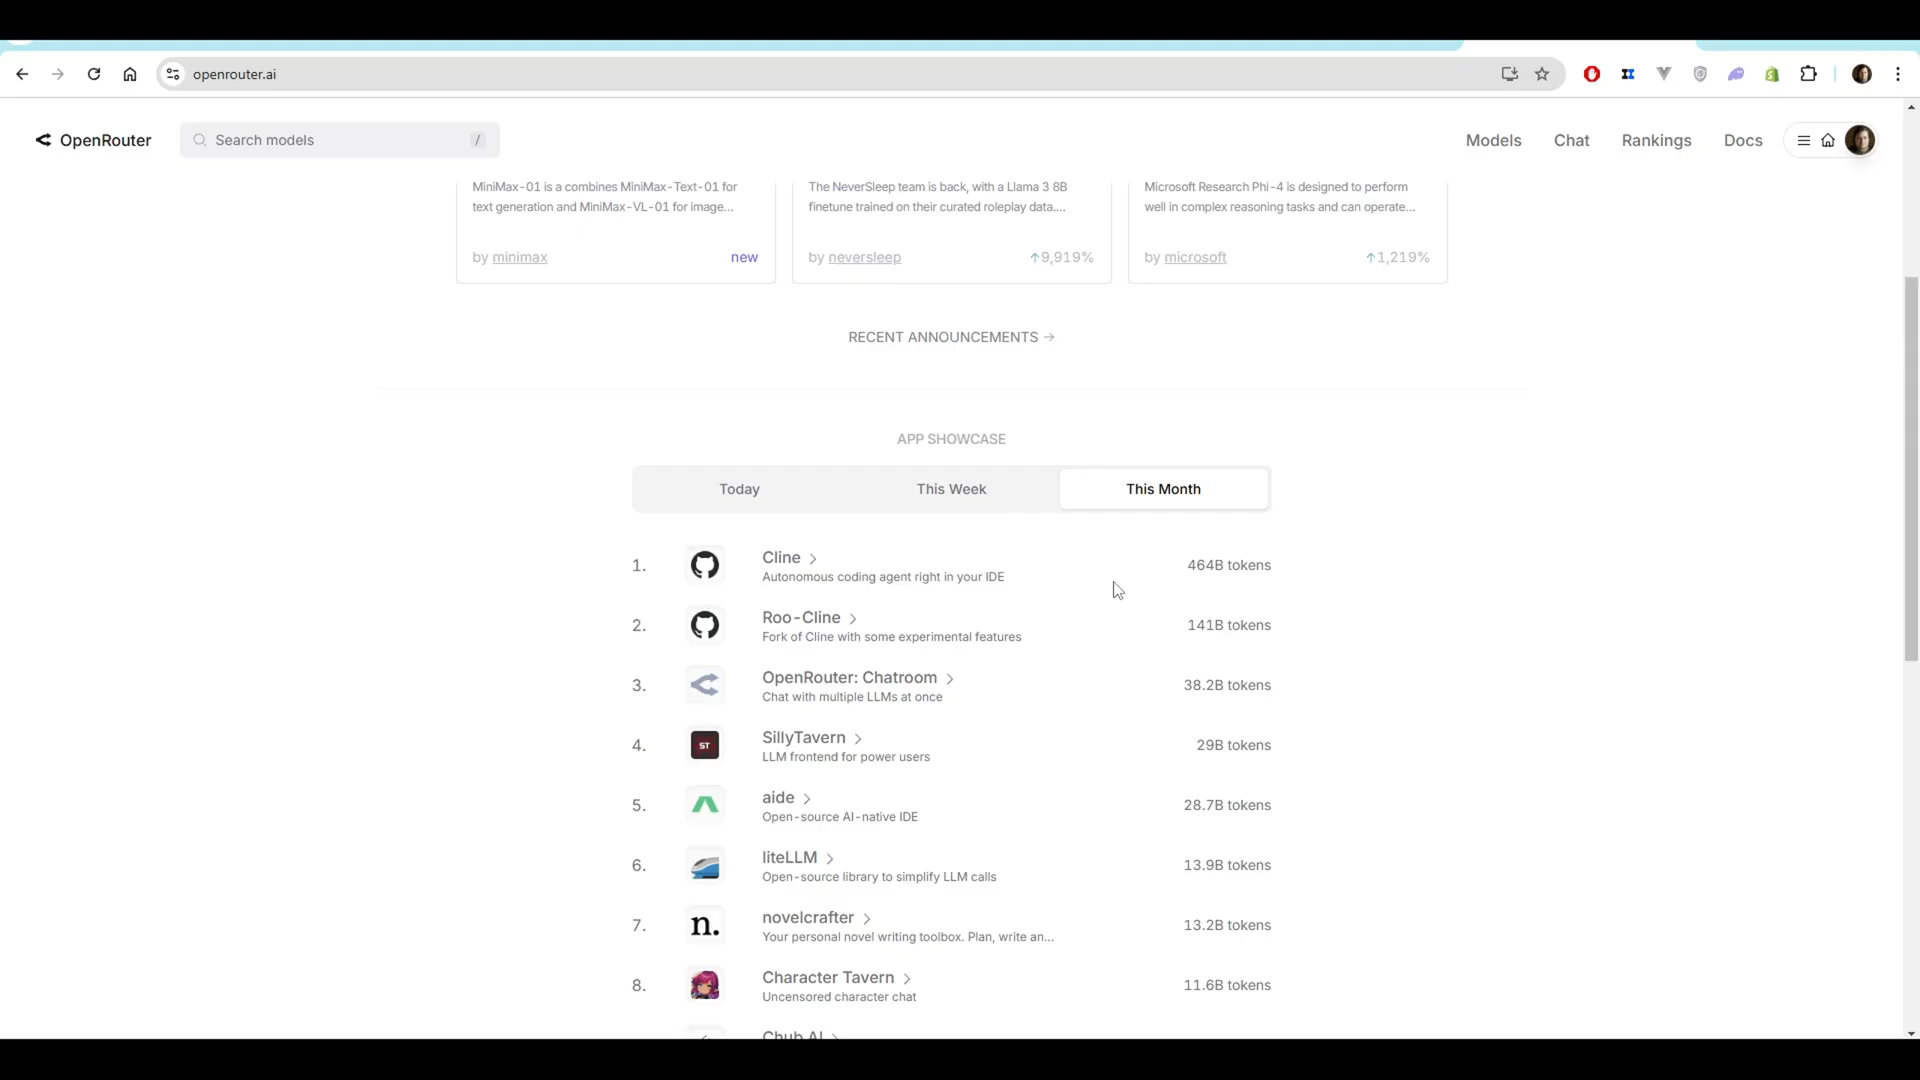 openrouter.ai
OpenRouter
Search models
/
Models
Chat
Rankings
Docs
MiniMax-01 is a combines MiniMax-Text-01 for
text generation and MiniMax-VL-01 for image...
by minimax
new
The NeverSleep team is back, with a Llama 3 8B
finetune trained on their curated roleplay data....
by neversleep
↑9,919%
Microsoft Research Phi-4 is designed to perform
well in complex reasoning tasks and can operate...
by microsoft
↑1,219%
RECENT ANNOUNCEMENTS →
APP SHOWCASE
Today
This Week
This Month
1.
Cline >
Autonomous coding agent right in your IDE
464B tokens
2.
Roo-Cline >
Fork of Cline with some experimental features
141B tokens
3.
OpenRouter: Chatroom >
Chat with multiple LLMs at once
38.2B tokens
4.
ST
SillyTavern >
LLM frontend for power users
29B tokens
5.
aide >
Open-source AI-native IDE
28.7B tokens
6.
liteLLM >
Open-source library to simplify LLM calls
13.9B tokens
7.
n.
novelcrafter >
Your personal novel writing toolbox. Plan, write an...
13.2B tokens
8.
Character Tavern >
Uncensored character chat
11.6B tokens
Chub AI >